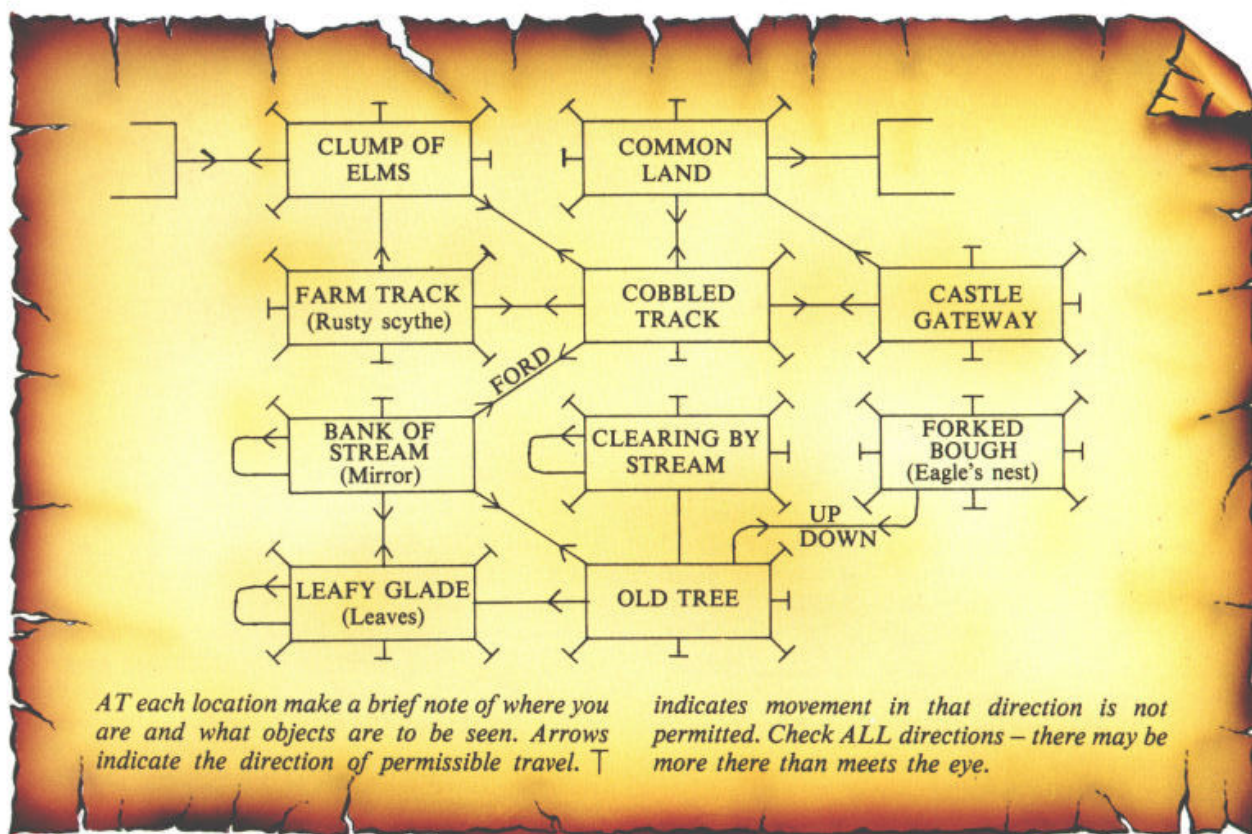 CLUMP OF
ELMS
COMMON
LAND
FARM TRACK
(Rusty scythe)
COBBLED
TRACK
CASTLE
GATEWAY
FORD
BANK OF
STREAM
(Mirror)
CLEARING BY
STREAM
FORKED
BOUGH
(Eagle's nest)
UP
DOWN
LEAFY GLADE
(Leaves)
OLD TREE
AT each location make a brief note of where you
are and what objects are to be seen. Arrows
indicate the direction of permissible travel. T
indicates movement in that direction is not
permitted. Check ALL directions – there may be
more there than meets the eye.